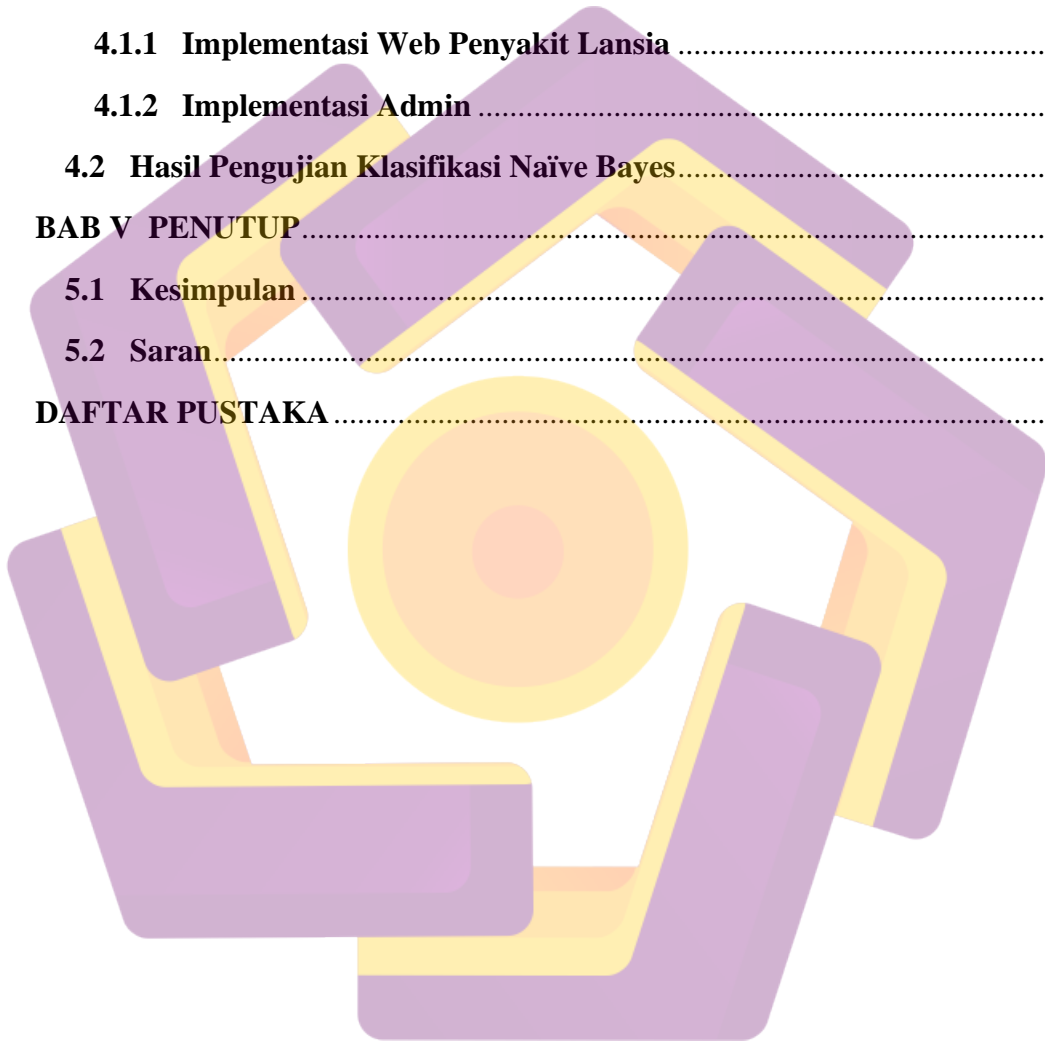 4.1.1 Implementasi Web Penyakit Lansia ........................................
4.1.2 Implementasi Admin ........................................
4.2 Hasil Pengujian Klasifikasi Naïve Bayes ........................................
BAB V PENUTUP ........................................
5.1 Kesimpulan ........................................
5.2 Saran ........................................
DAFTAR PUSTAKA ........................................